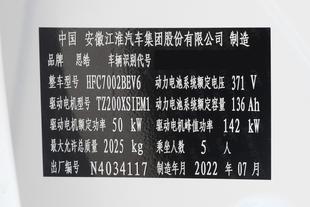 中国 安徽江淮汽车集团股份有限公司 制造
品牌 思皓 车辆识别代号
整车型号 HFC7002BEV6 动力电池系统额定电压 371 V
驱动电机型号 TZ200XSIEM1 动力电池系统额定容量 136 Ah
驱动电机额定功率 50 kW 驱动电机峰值功率 142 kW
最大允许总质量 2025 kg 乘坐人数 5 人
出厂编号 N4034117 制造年月 2022 年 07 月